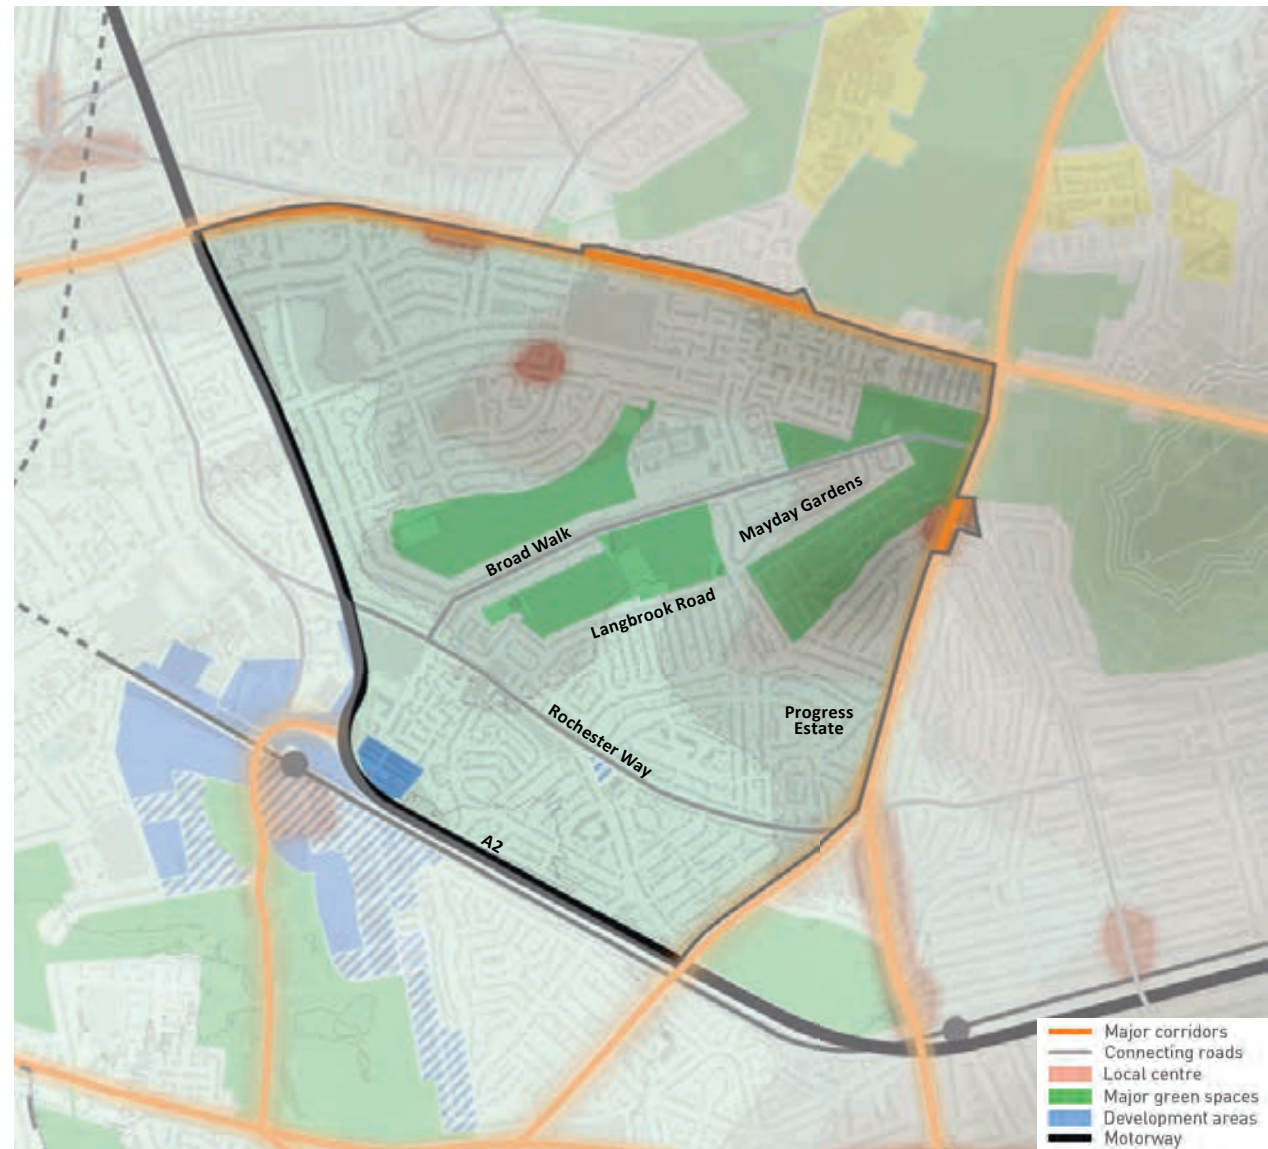 Mayday Gardens
Broad Walk
Langbrook Road
Progress
Estate
Rochester Way
A2
Major corridors
Connecting roads
Local centre
Major green spaces
Development areas
Motorway